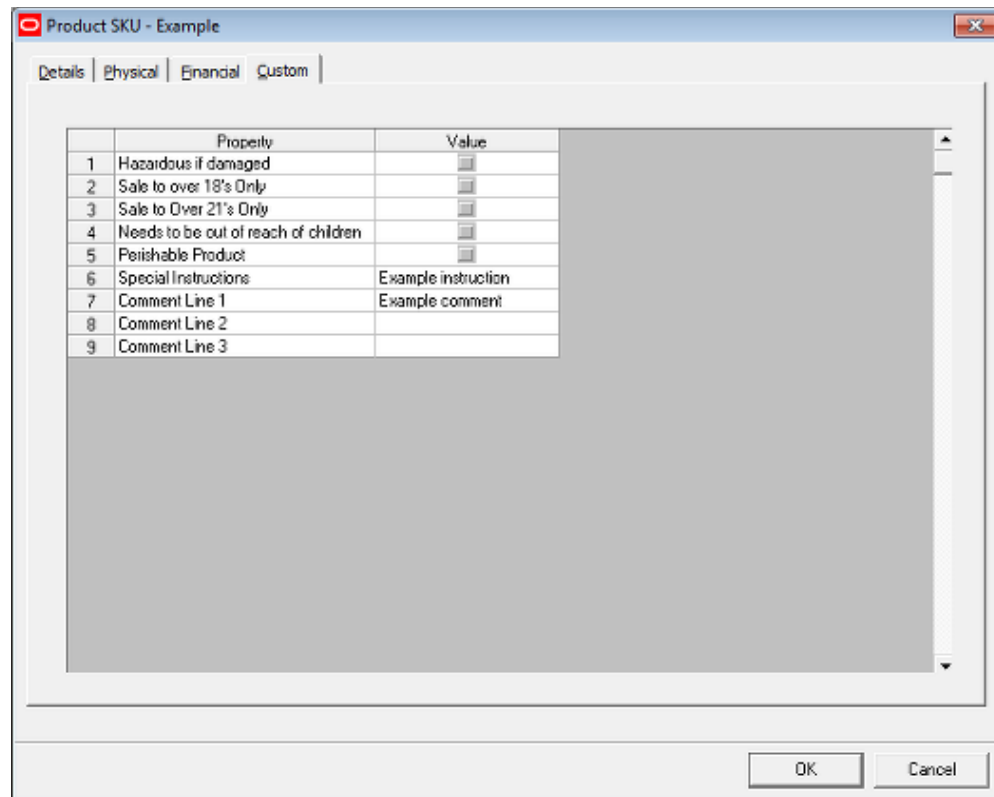 Product SKU - Example
Details Physical Financial Custom
Property Value
1 Hazardous if damaged
2 Sale to over 18's Only
3 Sale to Over 21's Only
4 Needs to be out of reach of children
5 Perishable Product
6 Special Instructions Example instruction
7 Comment Line 1 Example comment
8 Comment Line 2
9 Comment Line 3
OK Cancel